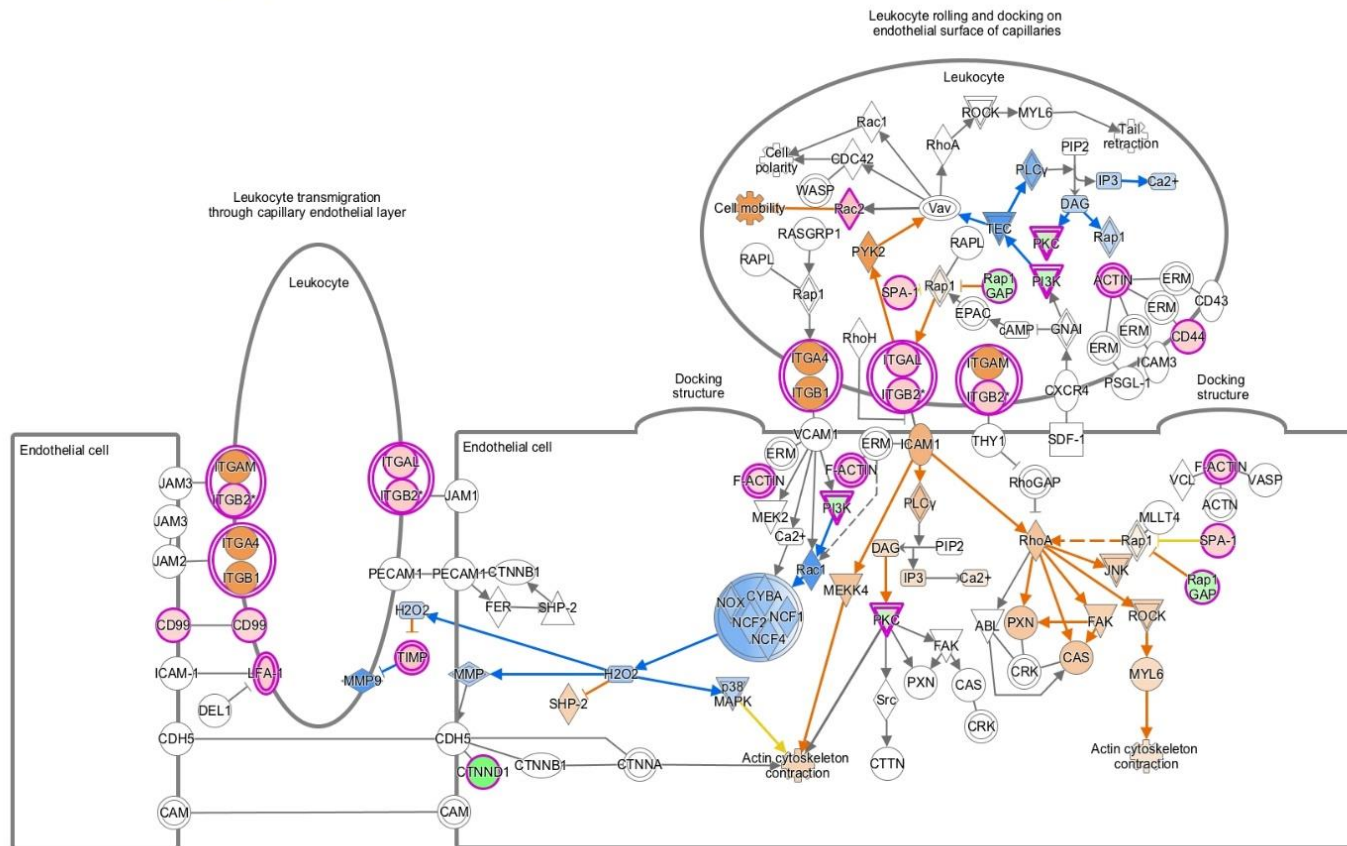 Leukocyte rolling and docking on
endothelial surface of capillaries
Leukocyte
ROCK
MYL6
Rac1
Tail
retraction
RhoA
PIP2
Cell
polarity
CDC42
PLCγ
IP3
Ca2+
WASP
Leukocyte transmigration
through capillary endothelial layer
Cell mobility
Rac2
Vav
DAG
TEC
RASGRP1
PKC
Rap1
PYK2
RAPL
RAPL
Leukocyte
Rap1
SPA-1
Rap1
Rap1
GAP
PI3K
ACTIN
ERM
CD43
EPAC
cAMP
GNAI
ERM
RhoH
ERM
CD44
ERM
ICAM3
ITGA4
ITGAL
ITGAM
PSGL-1
Docking
structure
ITGB1
ITGB2*
ITGB2*
CXCR4
Docking
structure
Endothelial cell
Endothelial cell
VCAM1
ERM
ICAM1
THY1
SDF-1
ERM
ITGAM
ITGAL
F-ACTIN
F-ACTIN
F-ACTIN
VCL
VASP
JAM3
ITGB2*
ITGB2*
JAM1
RhoGAP
MEK2
PI3K
PLCγ
ACTN
JAM3
MLLT4
Ca2+
ITGA4
RhoA
Rap1
SPA-1
JAM2
DAG
PIP2
ITGB1
PECAM1
PECAM1
CTNNB1
Rac1
MEKK4
IP3
Ca2+
JNK
Rap1
GAP
NOX
CYBA
H2O2
FER
SHP-2
NCF2
NCF1
NCF4
PKC
ABL
PXN
FAK
ROCK
CD99
CD99
FAK
TIMP
CAS
ICAM-1
LFA-1
MMP9
MMP
H2O2
PXN
CAS
CRK
MYL6
p38
MAPK
SHP-2
Src
DEL1
CRK
CDH5
CDH5
CTNND1
CTNNB1
CTNNA
Actin cytoskeleton
contraction
CTTN
Actin cytoskeleton
contraction
CAM
CAM